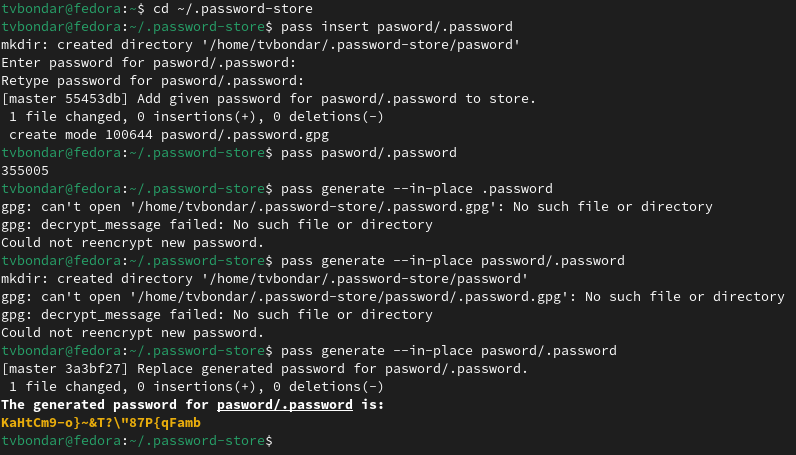 tvbondar@fedora:~$ cd ~/.password-store
tvbondar@fedora:~/.password-store$ pass insert pasword/.password
mkdir: created directory '/home/tvbondar/.password-store/pasword'
Enter password for pasword/.password:
Retype password for pasword/.password:
[master 55453db] Add given password for pasword/.password to store.
 1 file changed, 0 insertions(+), 0 deletions(-)
 create mode 100644 pasword/.password.gpg
tvbondar@fedora:~/.password-store$ pass pasword/.password
355005
tvbondar@fedora:~/.password-store$ pass generate --in-place .password
gpg: can't open '/home/tvbondar/.password-store/.password.gpg': No such file or directory
gpg: decrypt_message failed: No such file or directory
Could not reencrypt new password.
tvbondar@fedora:~/.password-store$ pass generate --in-place password/.password
mkdir: created directory '/home/tvbondar/.password-store/password'
gpg: can't open '/home/tvbondar/.password-store/password/.password.gpg': No such file or directory
gpg: decrypt_message failed: No such file or directory
Could not reencrypt new password.
tvbondar@fedora:~/.password-store$ pass generate --in-place pasword/.password
[master 3a3bf27] Replace generated password for pasword/.password.
 1 file changed, 0 insertions(+), 0 deletions(-)
The generated password for pasword/.password is:
KaHtCm9-o}~&T?\"87P{qFamb
tvbondar@fedora:~/.password-store$